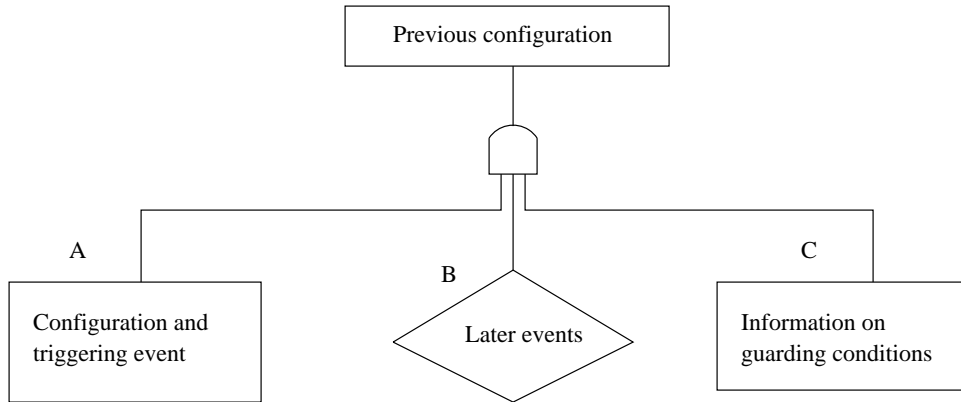 Previous configuration
A
B
C
Configuration and
triggering event
Later events
Information on
guarding conditions